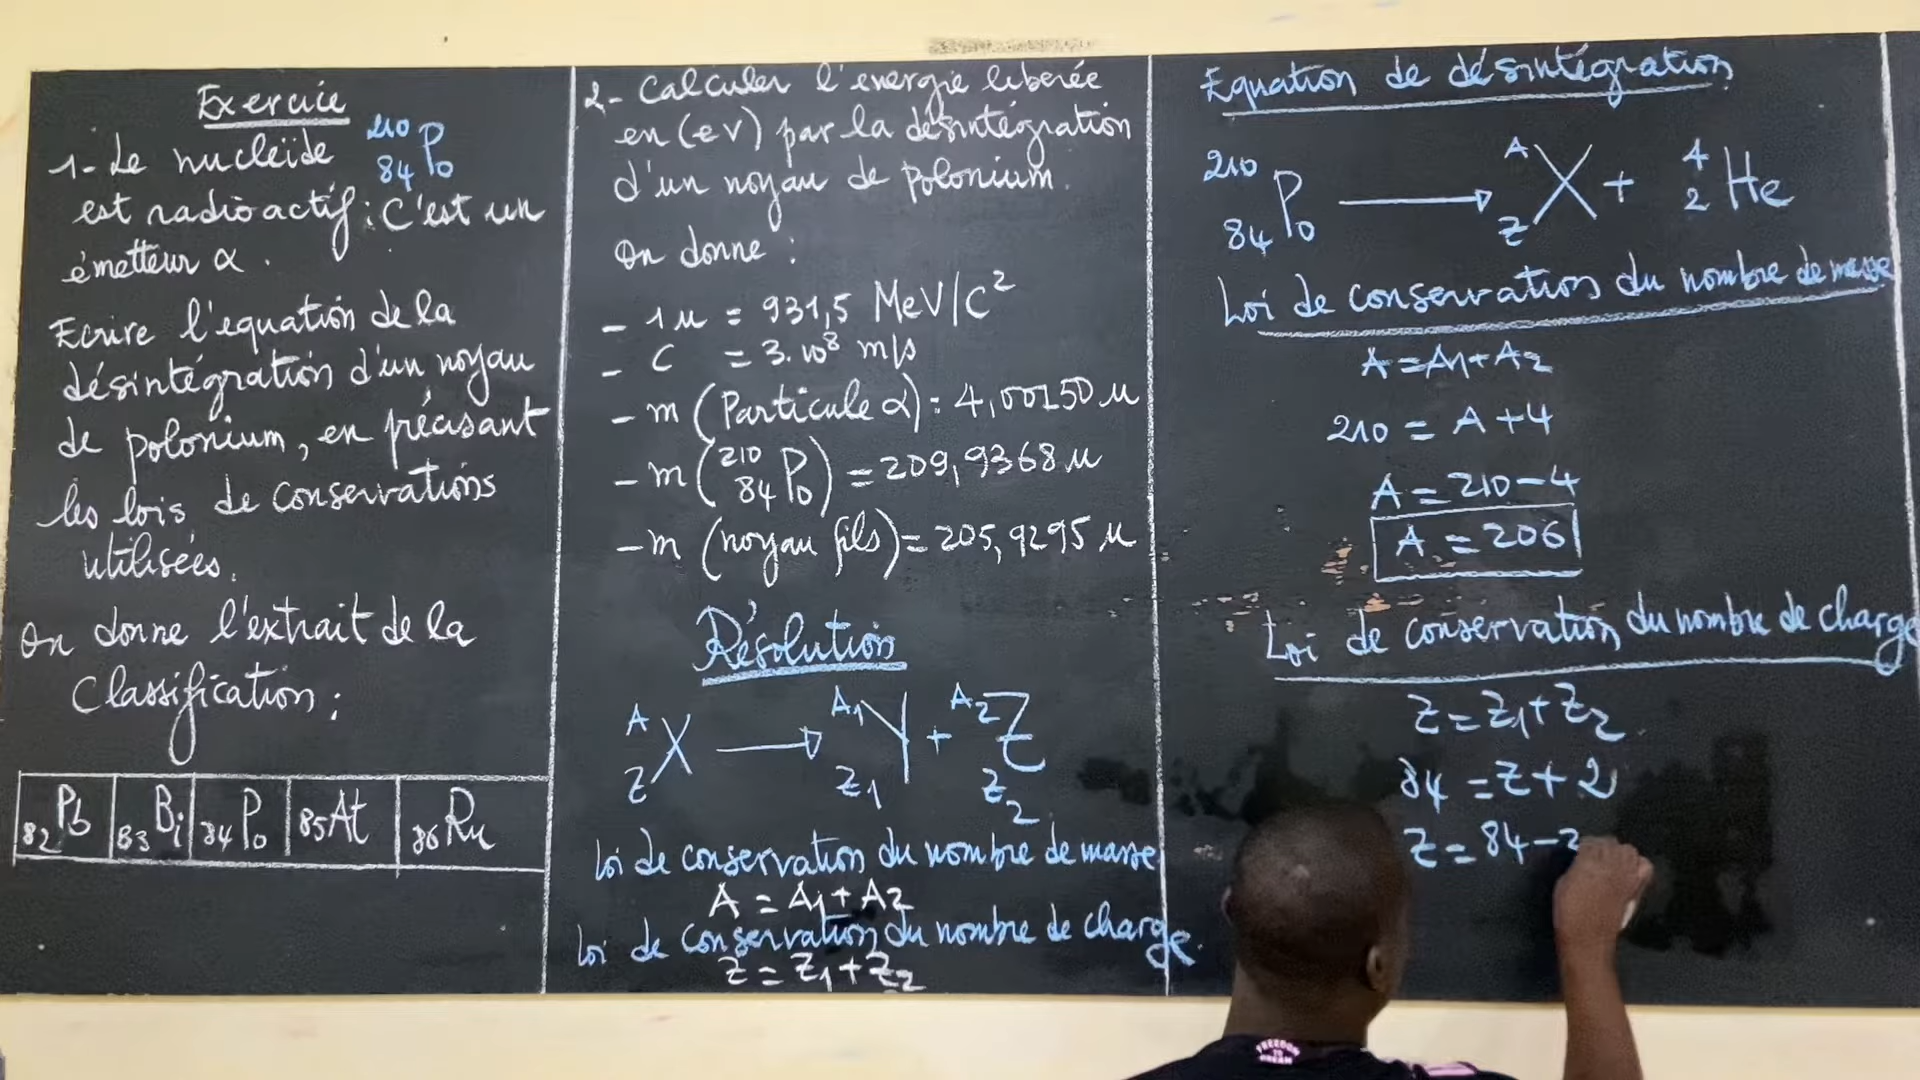 Exercice
1- Le nucleïde ²¹⁰₈₄Po
est radioactif : C'est un
émetteur α .
Ecrire l'equation de la
désintégration d'un noyau
de polonium, en précisant
les lois de conservations
utilisées.
On donne l'extrait de la
Classification :
₈₂Pb | ₈₃Bi | ₈₄Po | ₈₅At | ₈₆Ru
2- Calculer l'energie liberée
en (eV) par la désintégration
d'un noyau de polonium.
On donne :
- 1u = 931,5 MeV/C²
- C = 3.10⁸ m/s
- m (Particule α) = 4,00150 u
- m (²¹⁰₈₄Po) = 209,9368 u
- m (noyau fils) = 205,9295 u
Résolution
ᴬ_Z X → ᴬ¹_Z₁ Y + ᴬ²_Z₂ Z
Loi de conservation du nombre de masse
A = A₁ + A₂
Loi de conservation du nombre de charge.
Z = Z₁ + Z₂
Equation de désintégration
²¹⁰₈₄Po → ᴬ_Z X + ⁴₂He
Loi de conservation du nombre de masse
A = A₁ + A₂
210 = A + 4
A = 210 - 4
A = 206
Loi de conservation du nombre de charge
Z = Z₁ + Z₂
84 = Z + 2
Z = 84 - 2
FREEDOM
TO
DREAM